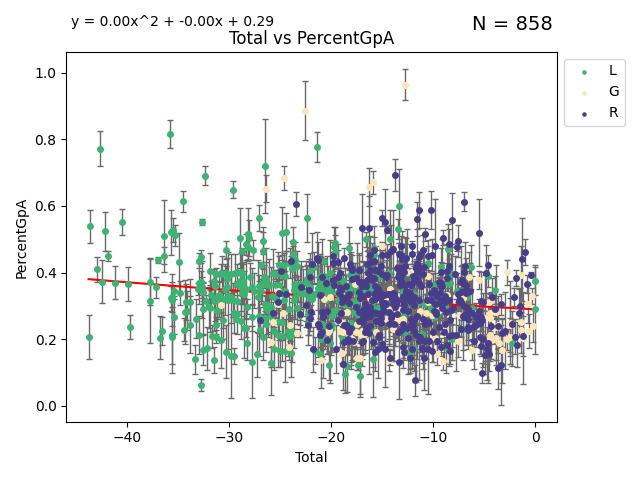 y = 0.00x^2 + -0.00x + 0.29
N = 858
Total vs PercentGpA
L
G
R
PercentGpA
1.0
0.8
0.6
0.4
0.2
0.0
−40
−30
−20
−10
0
Total